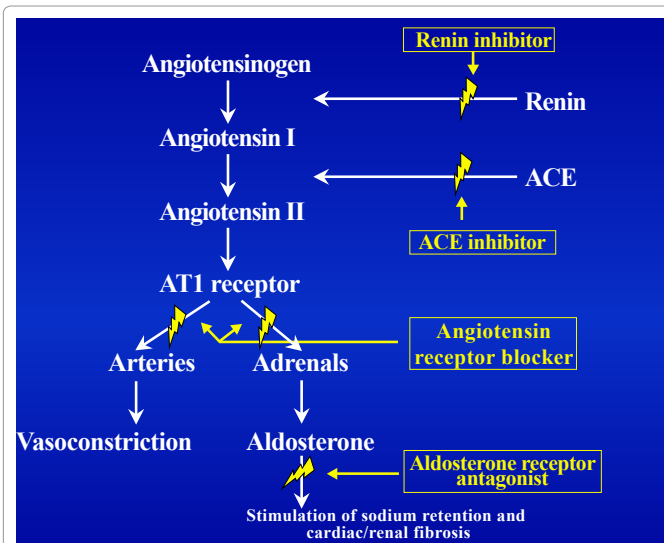 Renin inhibitor
Angiotensinogen
Renin
Angiotensin I
ACE
Angiotensin II
ACE inhibitor
AT1 receptor
Angiotensin
receptor blocker
Arteries
Adrenals
Vasoconstriction
Aldosterone
Aldosterone receptor
antagonist
Stimulation of sodium retention and
cardiac/renal fibrosis